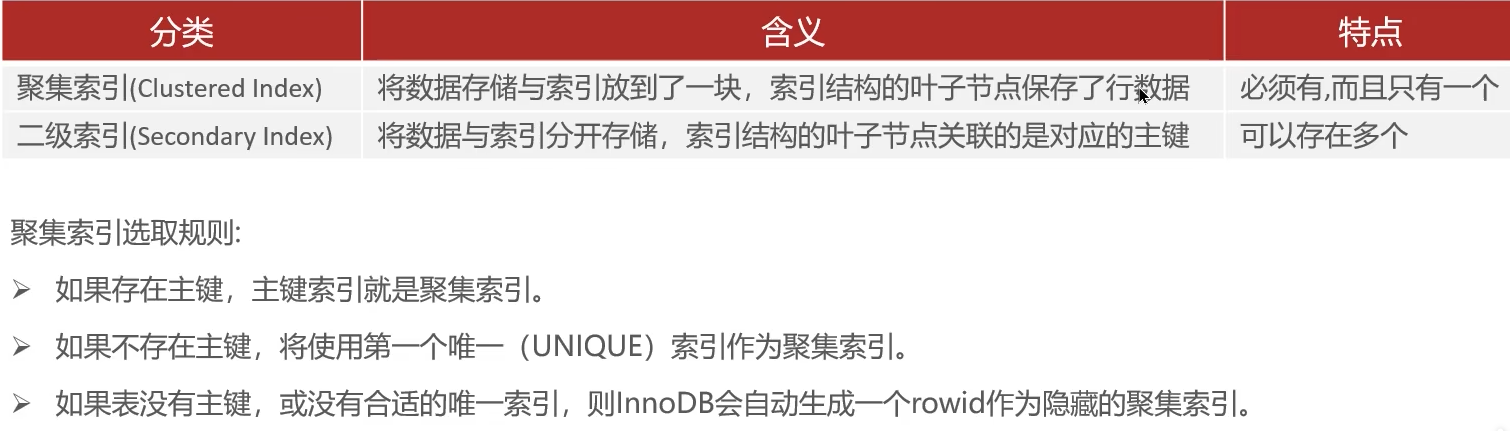 分类 含义 特点
聚集索引(Clustered Index) 将数据存储与索引放到了一块，索引结构的叶子节点保存了行数据 必须有,而且只有一个
二级索引(Secondary Index) 将数据与索引分开存储，索引结构的叶子节点关联的是对应的主键 可以存在多个
聚集索引选取规则:
➢ 如果存在主键，主键索引就是聚集索引。
➢ 如果不存在主键，将使用第一个唯一（UNIQUE）索引作为聚集索引。
➢ 如果表没有主键，或没有合适的唯一索引，则InnoDB会自动生成一个rowid作为隐藏的聚集索引。